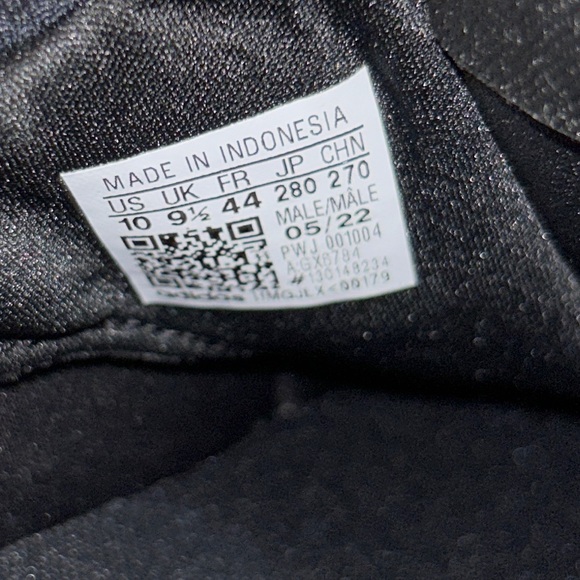 MADE IN INDONESIA
US UK FR JP CHN
10 9½ 44 280 270
MALE/MÂLE
05/22
PWJ 001004
#130148234